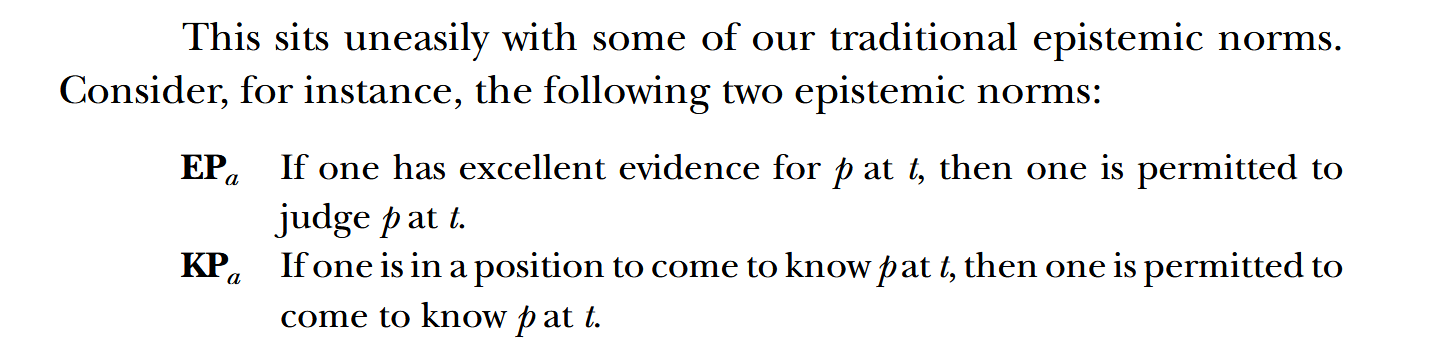 This sits uneasily with some of our traditional epistemic norms.
Consider, for instance, the following two epistemic norms:
EPa If one has excellent evidence for p at t, then one is permitted to
judge p at t.
KPa If one is in a position to come to know p at t, then one is permitted to
come to know p at t.